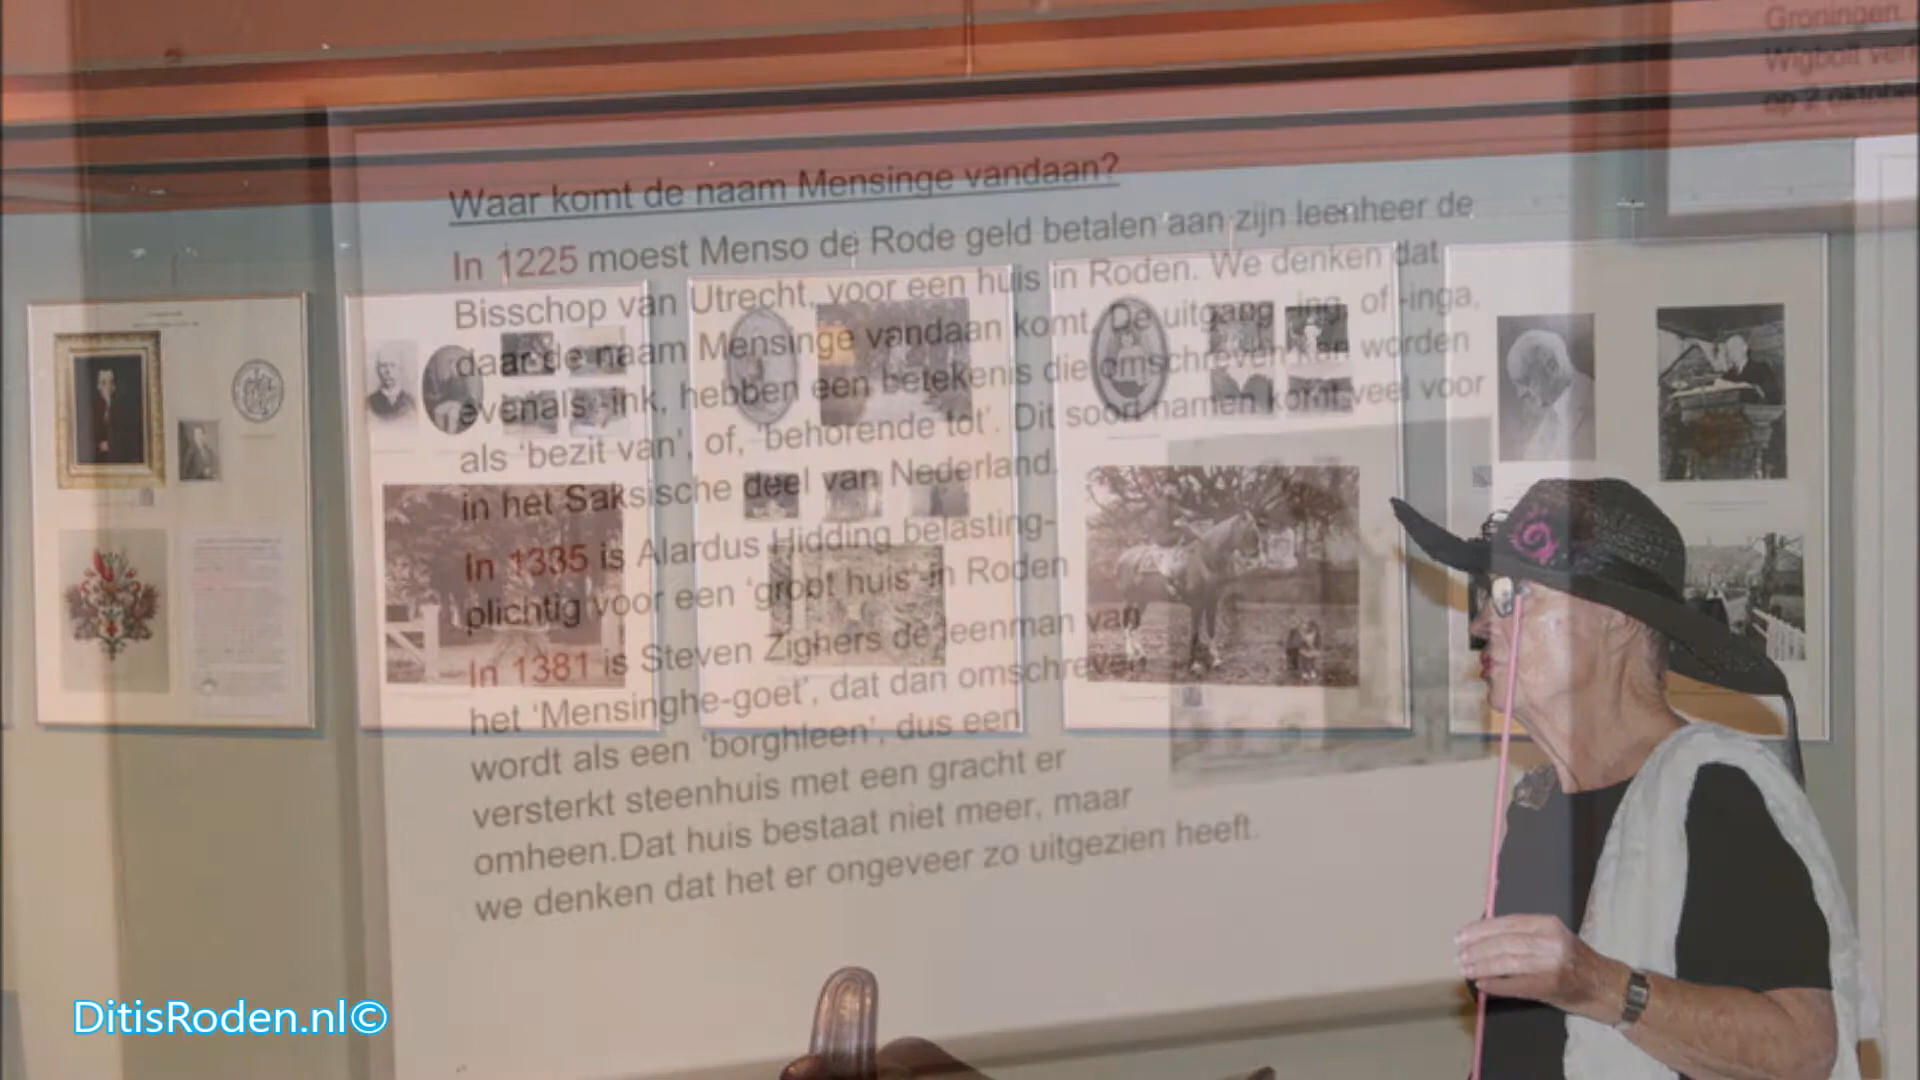 Groningen
Wigbolt
op 2 oktober
Waar komt de naam Mensinge vandaan?
In 1225 moest Menso de Rode geld betalen aan zijn leenheer de
Bisschop van Utrecht, voor een huis in Roden. We denken dat
daar de naam Mensinge vandaan komt. De uitgang -ing, of -inga,
evenals -ink, hebben een betekenis die omschreven kan worden
als ‘bezit van’, of, ‘behorende tot’. Dit soort namen komt veel voor
in het Saksische deel van Nederland.
In 1335 is Alardus Hidding belasting-
plichtig voor een ‘groot huis’ in Roden
In 1381 is Steven Zighers de leenman van
het ‘Mensinghe-goet’, dat dan omschreven
wordt als een ‘borghleen’, dus een
versterkt steenhuis met een gracht er
omheen.Dat huis bestaat niet meer, maar
we denken dat het er ongeveer zo uitgezien heeft.
DitisRoden.nl©